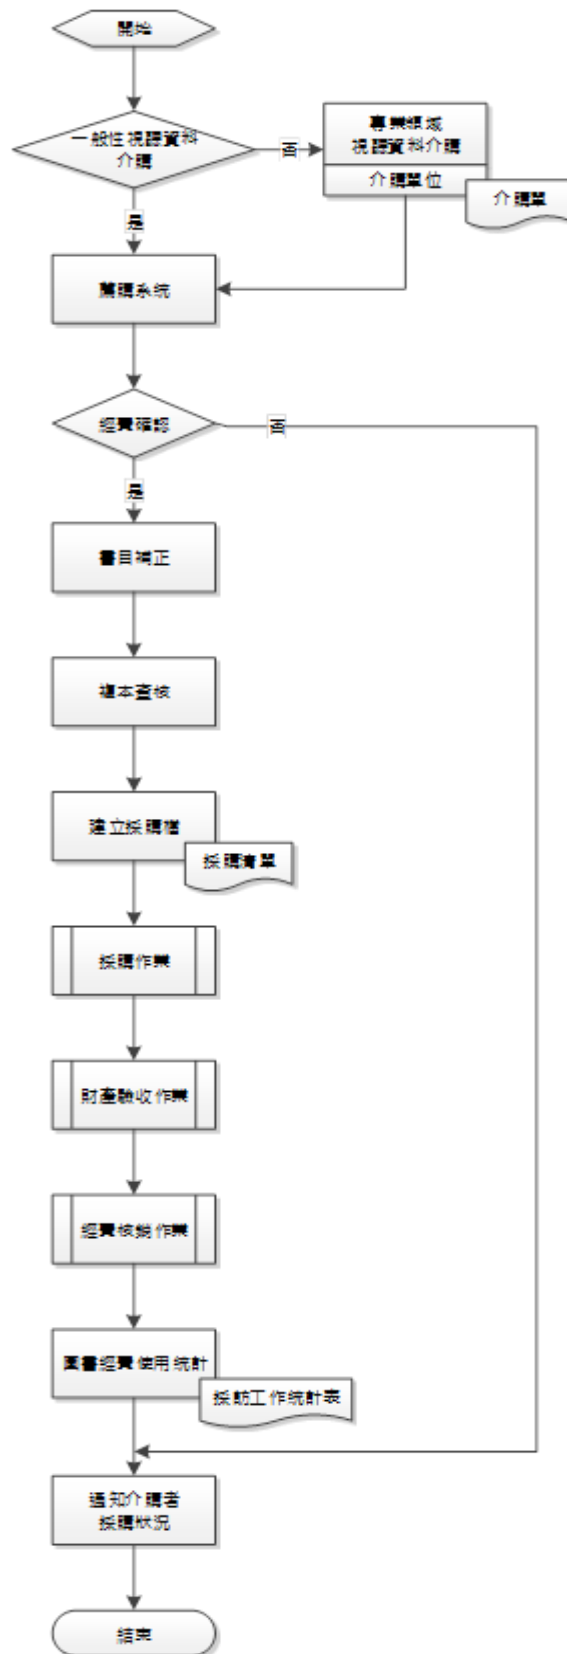 開始
一般性視聽資料
介購
否
專業領域
視聽資料介購
介購單位
介購單
是
薦購系統
經費確認
否
是
書目補正
複本查核
建立採購檔
採購清單
採購作業
財產驗收作業
經費核銷作業
圖書經費使用統計
採訪工作統計表
通知介購者
採購狀況
結束